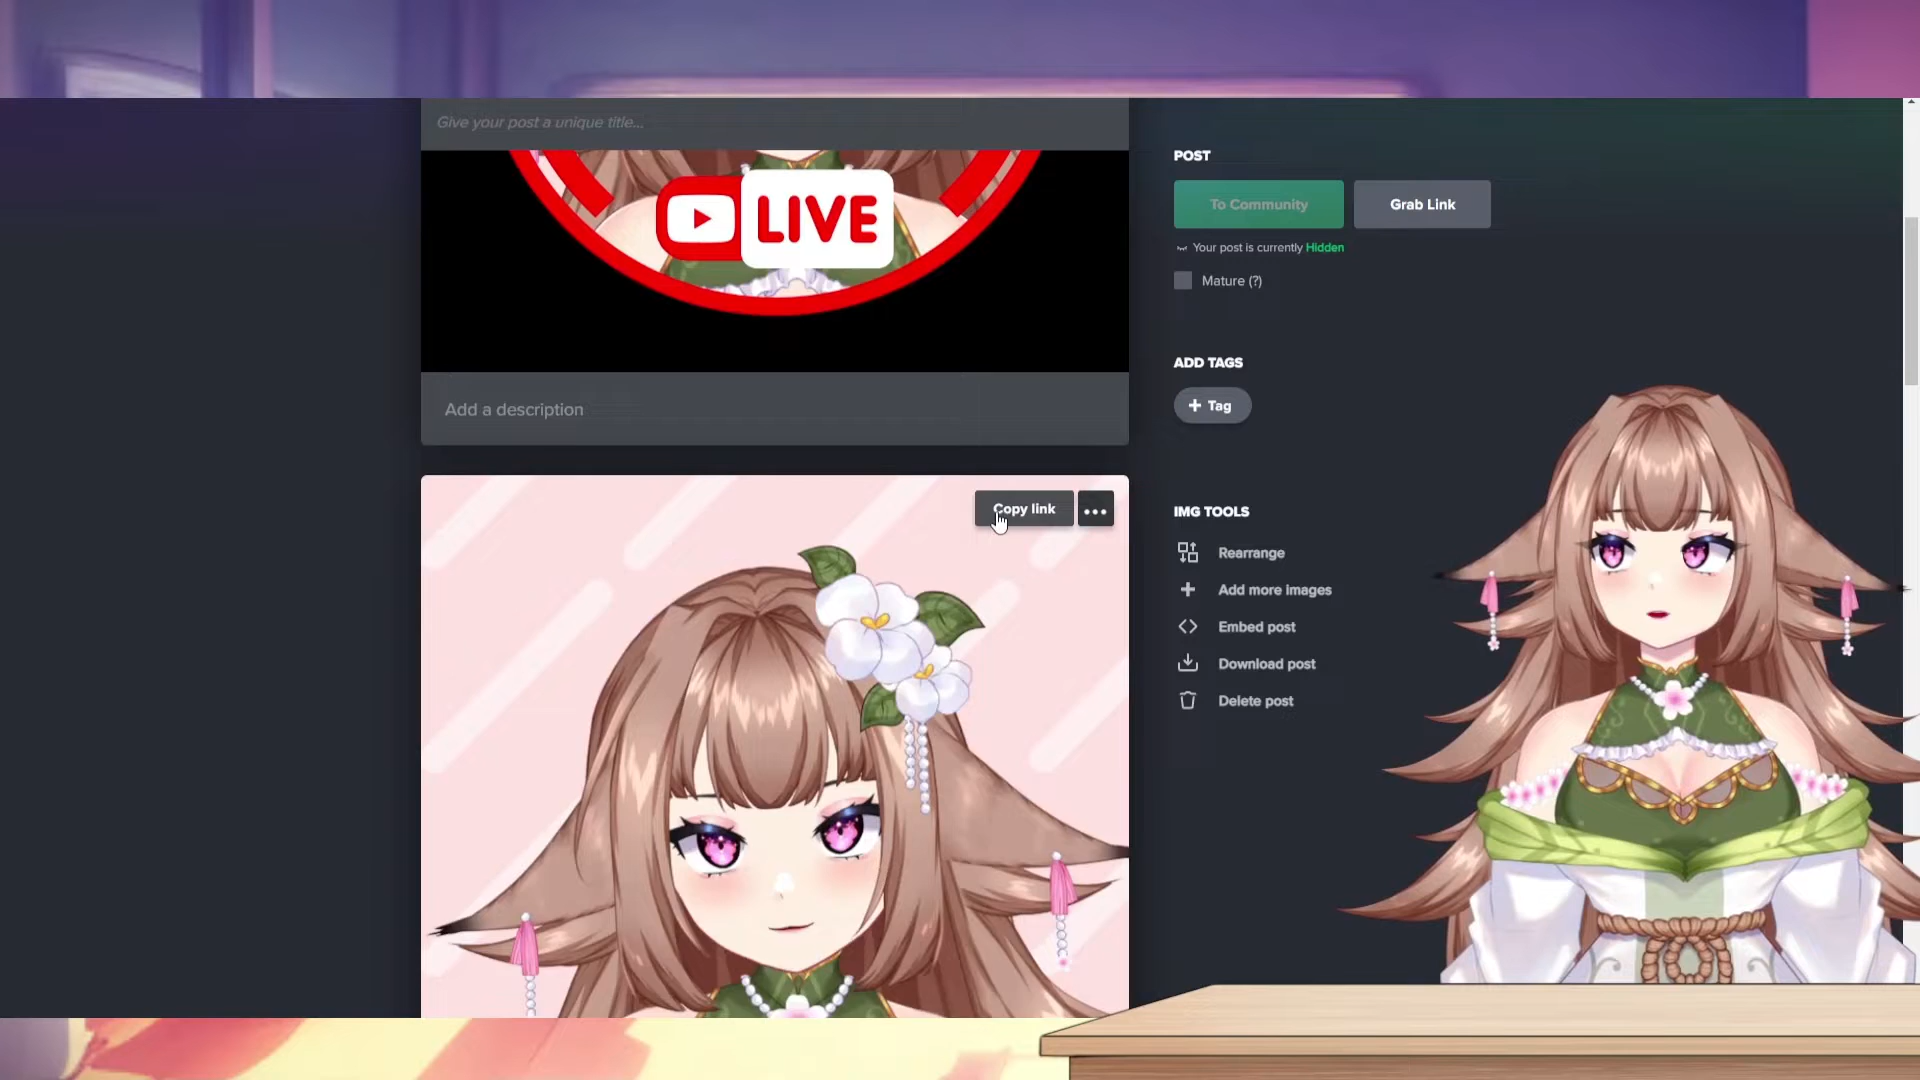 Give your post a unique title...
LIVE
Add a description
Copy link
POST
To Community
Grab Link
Your post is currently Hidden
Mature (?)
ADD TAGS
+ Tag
IMG TOOLS
Rearrange
Add more images
Embed post
Download post
Delete post